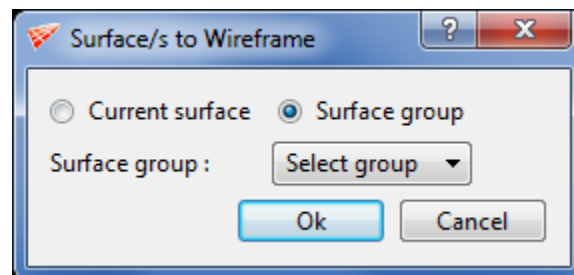 Surface/s to Wireframe ? X
Current surface Surface group
Surface group : Select group
Ok Cancel